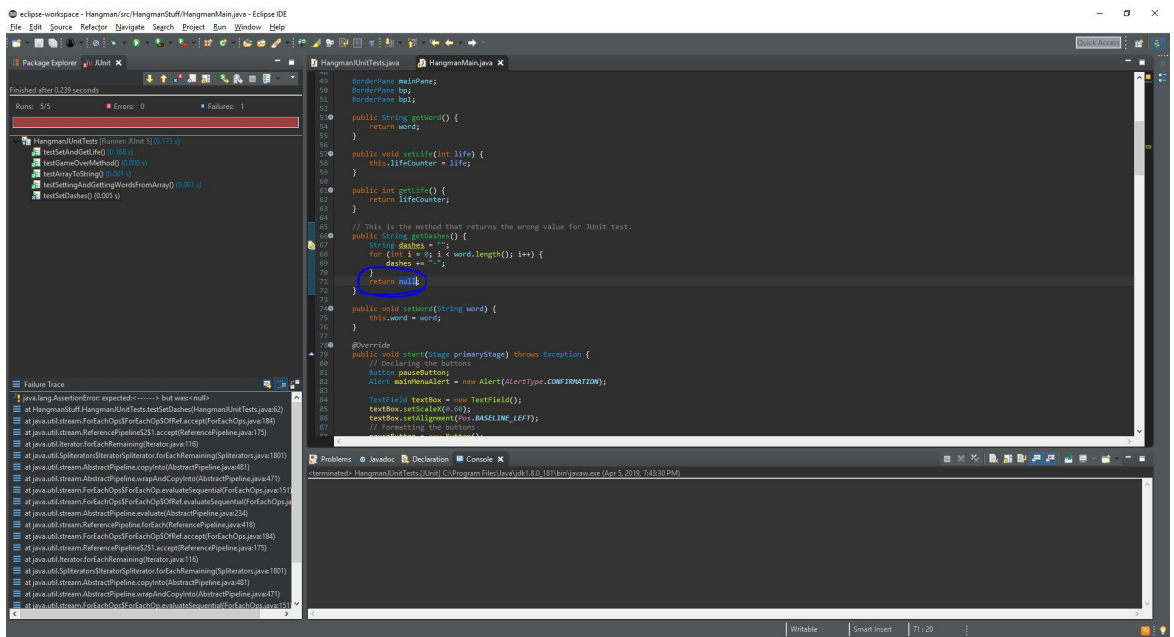 eclipse-workspace - Hangman/src/HangmanStuff/HangmanMain.java - Eclipse IDE
File Edit Source Refactor Navigate Search Project Run Window Help
Quick Access
Package Explorer JUnit
Finished after 0.239 seconds
Runs: 5/5 Errors: 0 Failures: 1
HangmanJUnitTests [Runner: JUnit 5] (0.175 s)
testSetAndGetLife() (0.168 s)
testGameOverMethod() (0.000 s)
testArrayToString() (0.001 s)
testSettingAndGettingWordsFromArray() (0.001 s)
testSetDashes() (0.005 s)
Failure Trace
java.lang.AssertionError: expected:<------> but was:<null>
at HangmanStuff.HangmanJUnitTests.testSetDashes(HangmanJUnitTests.java:62)
at java.util.stream.ForEachOps$ForEachOp$OfRef.accept(ForEachOps.java:184)
at java.util.stream.ReferencePipeline$2$1.accept(ReferencePipeline.java:175)
at java.util.Iterator.forEachRemaining(Iterator.java:116)
at java.util.Spliterators$IteratorSpliterator.forEachRemaining(Spliterators.java:1801)
at java.util.stream.AbstractPipeline.copyInto(AbstractPipeline.java:481)
at java.util.stream.AbstractPipeline.wrapAndCopyInto(AbstractPipeline.java:471)
at java.util.stream.ForEachOps$ForEachOp.evaluateSequential(ForEachOps.java:151)
at java.util.stream.ForEachOps$ForEachOp$OfRef.evaluateSequential(ForEachOps.ja
at java.util.stream.AbstractPipeline.evaluate(AbstractPipeline.java:234)
at java.util.stream.ReferencePipeline.forEach(ReferencePipeline.java:418)
at java.util.stream.ForEachOps$ForEachOp$OfRef.accept(ForEachOps.java:184)
at java.util.stream.ReferencePipeline$2$1.accept(ReferencePipeline.java:175)
at java.util.Iterator.forEachRemaining(Iterator.java:116)
at java.util.Spliterators$IteratorSpliterator.forEachRemaining(Spliterators.java:1801)
at java.util.stream.AbstractPipeline.copyInto(AbstractPipeline.java:481)
at java.util.stream.AbstractPipeline.wrapAndCopyInto(AbstractPipeline.java:471)
at java.util.stream.ForEachOps$ForEachOp.evaluateSequential(ForEachOps.java:151
HangmanJUnitTests.java HangmanMain.java
49 BorderPane mainPane;
50 BorderPane bp;
51 BorderPane bp1;
52
53 public String getWord() {
54 return word;
55 }
56
57 public void setLife(int life) {
58 this.lifeCounter = life;
59 }
60
61 public int getLife() {
62 return lifeCounter;
63 }
64
65 // This is the method that returns the wrong value for JUnit test.
66 public String getDashes() {
67 String dashes = "";
68 for (int i = 0; i < word.length(); i++) {
69 dashes += "-";
70 }
71 return null;
72 }
73
74 public void setWord(String word) {
75 this.word = word;
76 }
77
78 @Override
79 public void start(Stage primaryStage) throws Exception {
80 // Declaring the buttons
81 Button pauseButton;
82 Alert mainMenuAlert = new Alert(AlertType.CONFIRMATION);
83
84 TextField textBox = new TextField();
85 textBox.setScaleX(0.60);
86 textBox.setAlignment(Pos.BASELINE_LEFT);
87 // Formatting the buttons
Problems Javadoc Declaration Console
<terminated> HangmanJUnitTests [JUnit] C:\Program Files\Java\jdk1.8.0_181\bin\javaw.exe (Apr 5, 2019, 7:43:30 PM)
Writable Smart Insert 71 : 20